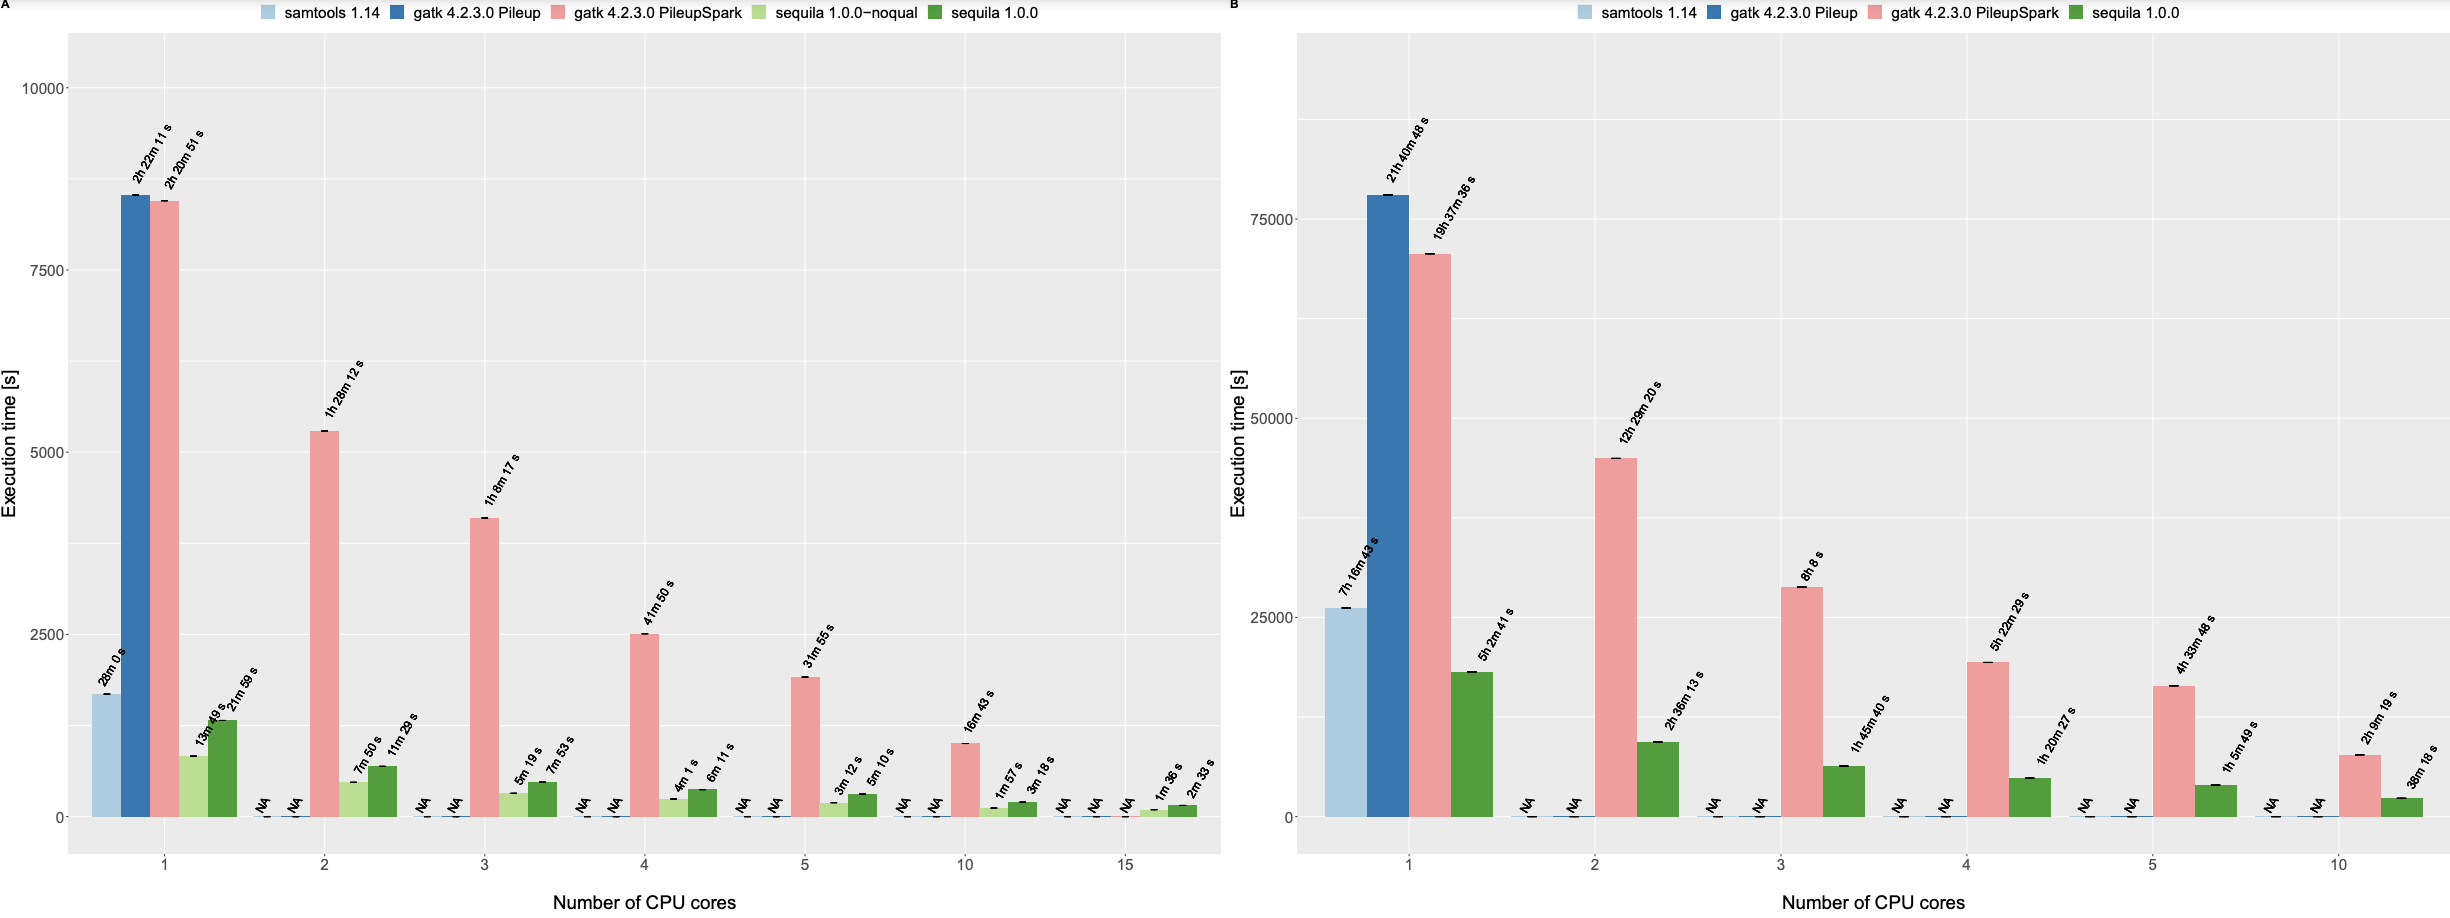 A
samtools 1.14 gatk 4.2.3.0 Pileup gatk 4.2.3.0 PileupSpark sequila 1.0.0−noqual sequila 1.0.0
Execution time [s]
10000
7500
5000
2500
0
28m 0 s
2h 22m 11 s
2h 20m 51 s
13m 49 s
21m 59 s
NA
NA
1h 28m 12 s
7m 50 s
11m 29 s
NA
NA
1h 8m 17 s
5m 19 s
7m 53 s
NA
NA
41m 50 s
4m 1 s
6m 11 s
NA
NA
31m 55 s
3m 12 s
5m 10 s
NA
NA
16m 43 s
1m 57 s
3m 18 s
NA
NA
NA
1m 36 s
2m 33 s
1 2 3 4 5 10 15
Number of CPU cores
B
samtools 1.14 gatk 4.2.3.0 Pileup gatk 4.2.3.0 PileupSpark sequila 1.0.0
Execution time [s]
75000
50000
25000
0
7h 16m 43 s
21h 40m 48 s
19h 37m 36 s
5h 2m 41 s
NA
NA
12h 29m 20 s
2h 36m 13 s
NA
NA
8h 8 s
1h 45m 40 s
NA
NA
5h 22m 29 s
1h 20m 27 s
NA
NA
4h 33m 48 s
1h 5m 49 s
NA
NA
2h 9m 19 s
38m 18 s
1 2 3 4 5 10
Number of CPU cores